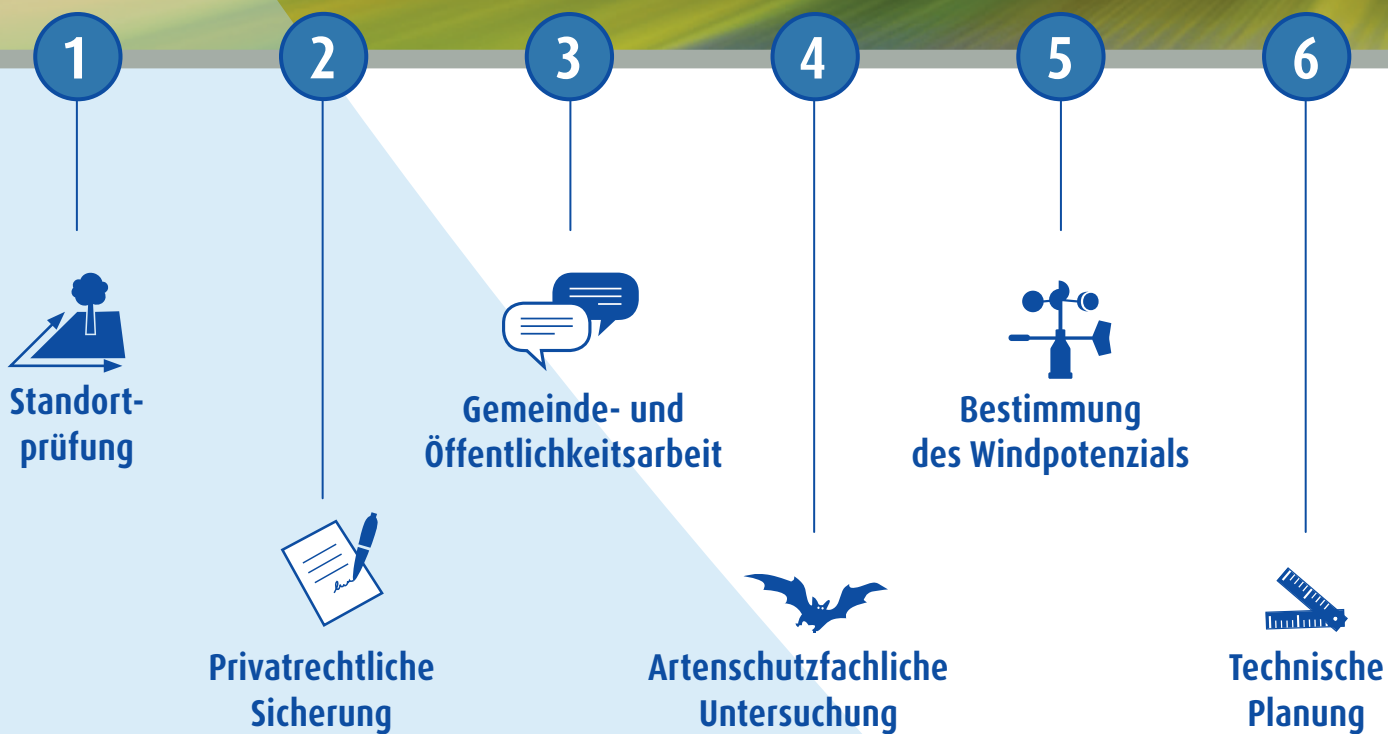 1
2
3
4
5
6
Standort-
prüfung
Privatrechtliche
Sicherung
Gemeinde- und
Öffentlichkeitsarbeit
Artenschutzfachliche
Untersuchung
Bestimmung
des Windpotenzials
Technische
Planung